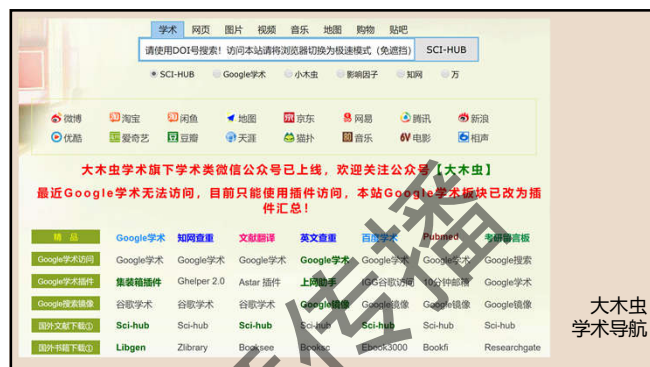 学术 网页 图片 视频 音乐 地图 购物 贴吧
请使用DOI号搜索！访问本站请将浏览器切换为极速模式（免遮挡） SCI-HUB
SCI-HUB Google学术 小木虫 影响因子 知网 万
微博 淘宝 闲鱼 地图 京东 网易 腾讯 新浪
优酷 爱奇艺 豆瓣 天涯 猫扑 音乐 电影 相声
大木虫学术旗下学术类微信公众号已上线，欢迎关注公众号【大木虫】
最近Google学术无法访问，目前只能使用插件访问，本站Google学术板块已改为插
件汇总！
精 品 Google学术 知网查重 文献翻译 英文查重 百度学术 Pubmed 考研留言板
Google学术访问 Google学术 Google学术 Google学术 Google学术 Google学术 Google学术 Google搜索
Google学术插件 集装箱插件 Ghelper 2.0 Astar 插件 上网助手 IGG谷歌访问 10分钟邮箱 Google学术
Google搜索镜像 谷歌学术 谷歌学术 谷歌学术 Google镜像 Google镜像 Google镜像 Google镜像
国外文献下载① Sci-hub Sci-hub Sci-hub Sci-hub Sci-hub Sci-hub Sci-hub
国外书籍下载① Libgen Zlibrary Booksee Booksc Ebook3000 Bookfi Researchgate
大木虫
学术导航
传播